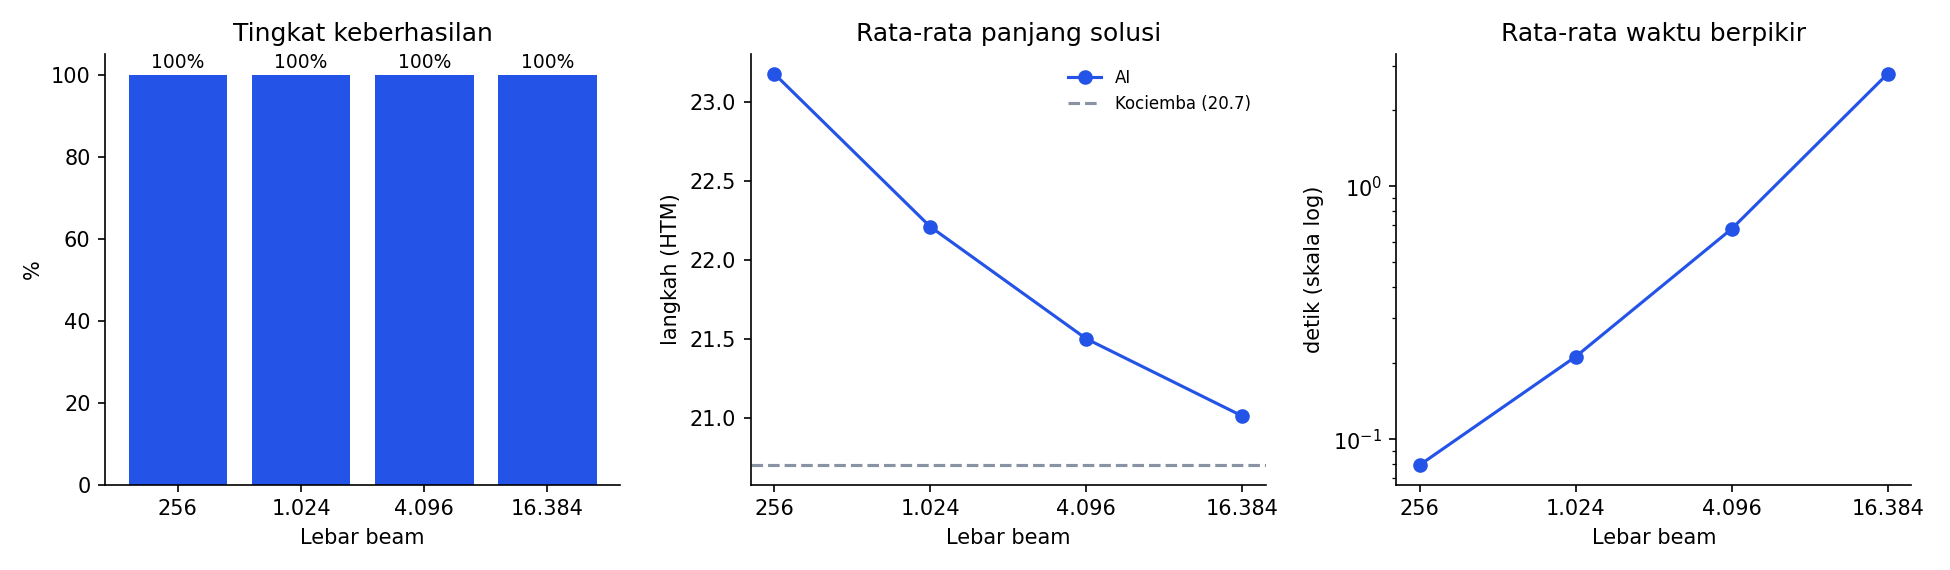 Tingkat keberhasilan
100% 100% 100% 100%
100
80
60
40
20
0
%
256 1.024 4.096 16.384
Lebar beam
Rata-rata panjang solusi
AI
Kociemba (20.7)
23.0
22.5
22.0
21.5
21.0
langkah (HTM)
256 1.024 4.096 16.384
Lebar beam
Rata-rata waktu berpikir
10⁰
10⁻¹
detik (skala log)
256 1.024 4.096 16.384
Lebar beam